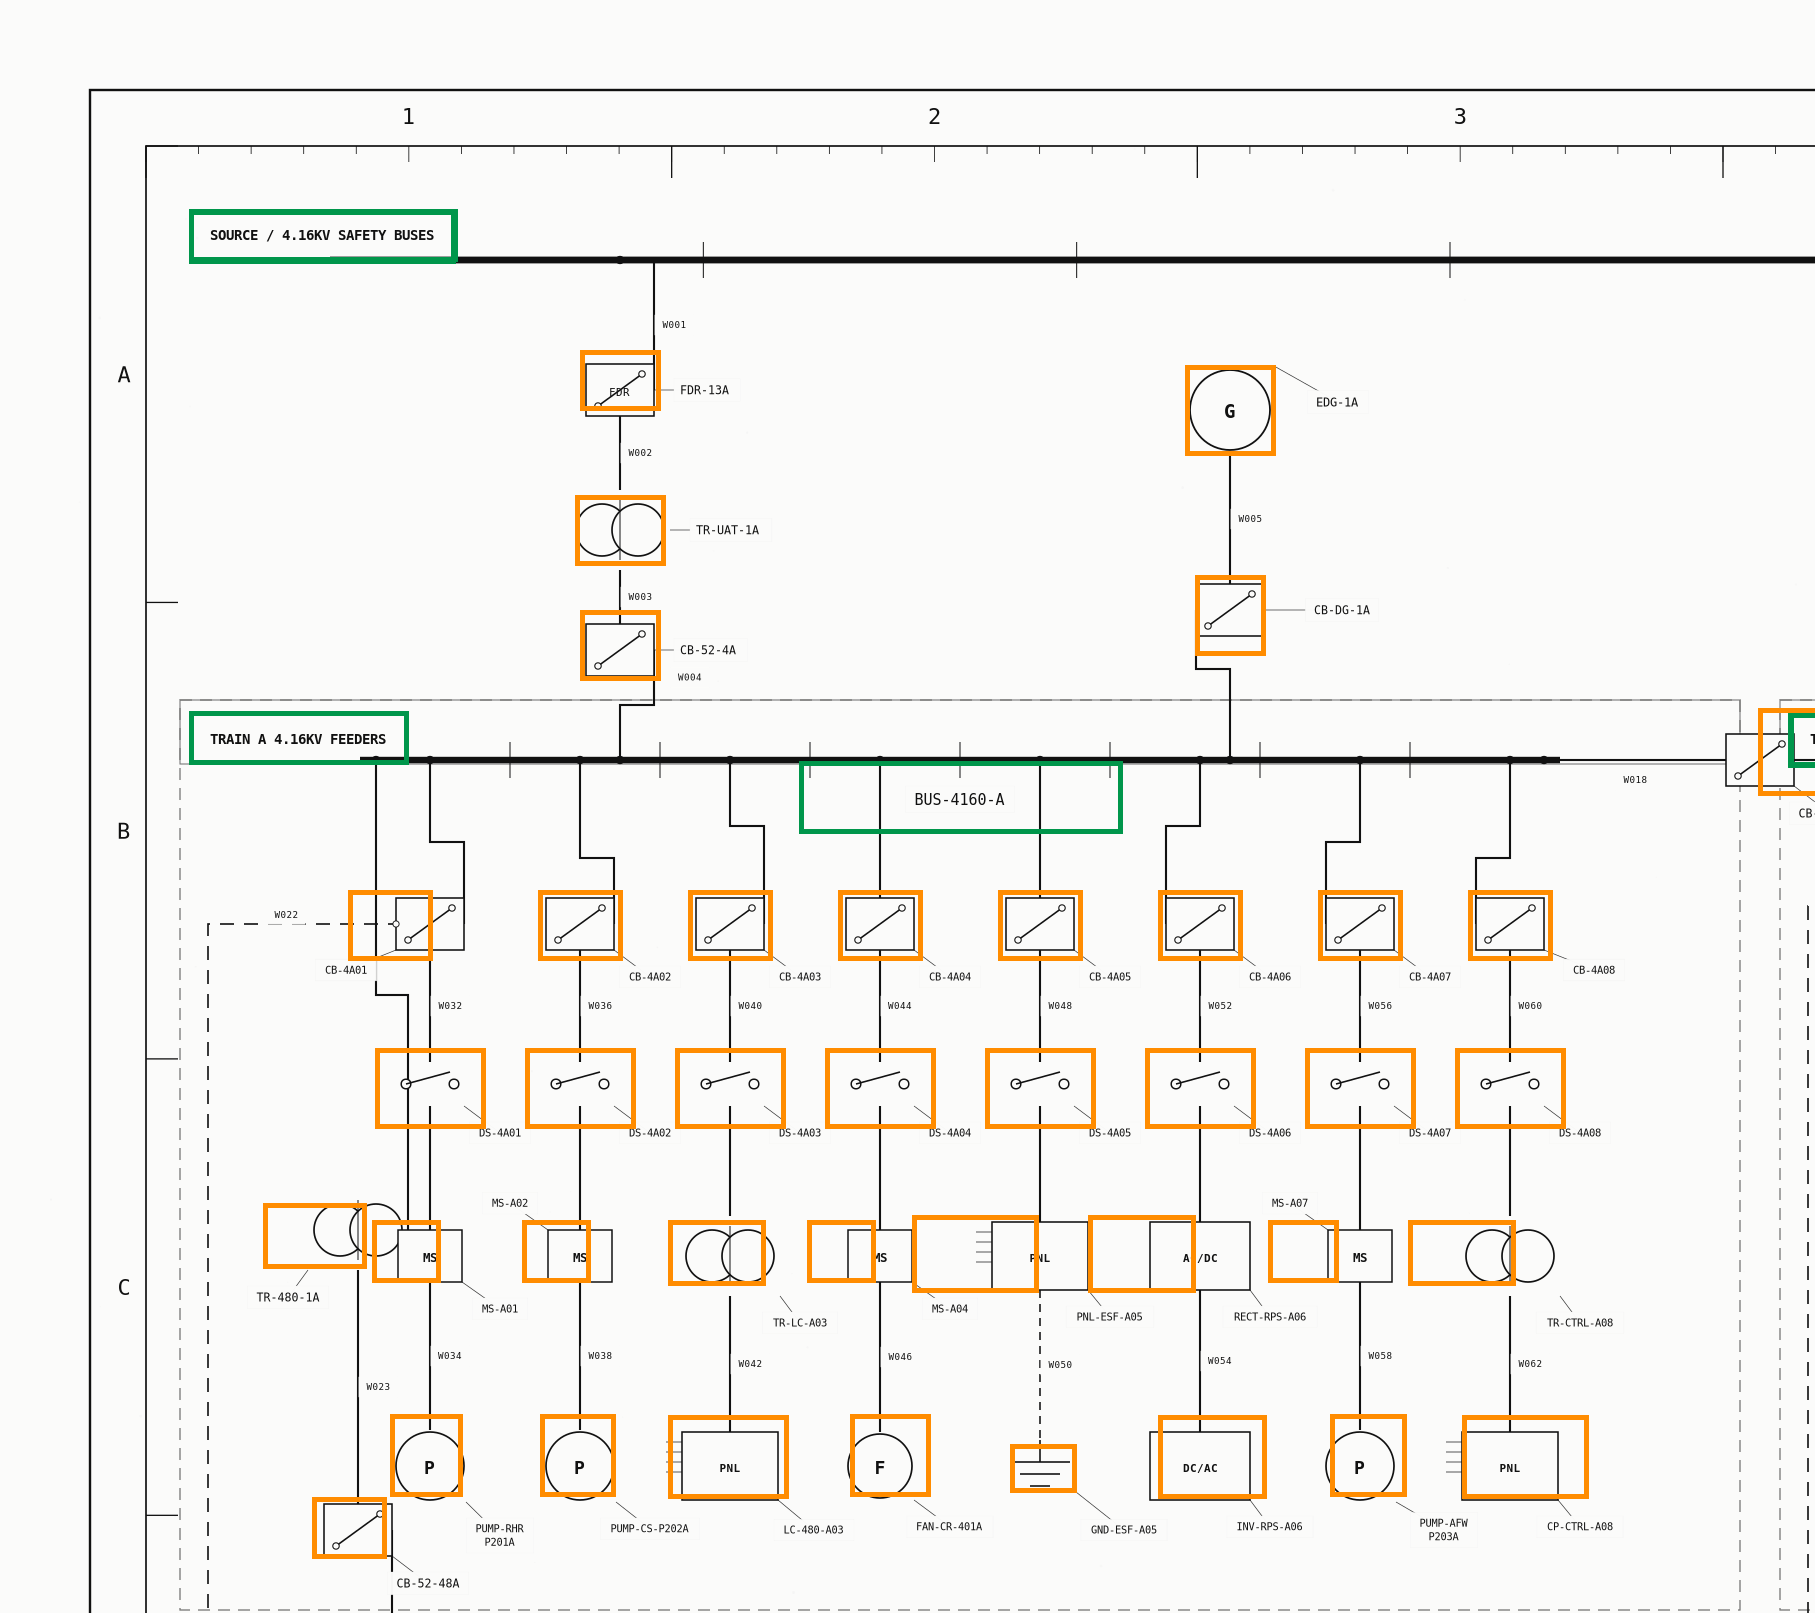 1 2 3
SOURCE / 4.16KV SAFETY BUSES
W001
A
FDR
FDR-13A
G
EDG-1A
W002
W005
TR-UAT-1A
W003
CB-DG-1A
CB-52-4A
W004
TRAIN A 4.16KV FEEDERS
W018
BUS-4160-A
B
W022
CB-4A01 CB-4A02 CB-4A03 CB-4A04 CB-4A05 CB-4A06 CB-4A07 CB-4A08
W032 W036 W040 W044 W048 W052 W056 W060
DS-4A01 DS-4A02 DS-4A03 DS-4A04 DS-4A05 DS-4A06 DS-4A07 DS-4A08
MS-A02 MS-A07
MS MS MS PNL AC/DC MS
C
TR-480-1A MS-A01 TR-LC-A03 MS-A04 PNL-ESF-A05 RECT-RPS-A06 TR-CTRL-A08
W034 W038 W042 W046 W050 W054 W058 W062
W023
P P PNL F DC/AC P PNL
PUMP-RHR
P201A
PUMP-CS-P202A
LC-480-A03
FAN-CR-401A
GND-ESF-A05
INV-RPS-A06
PUMP-AFW
P203A
CP-CTRL-A08
CB-52-48A